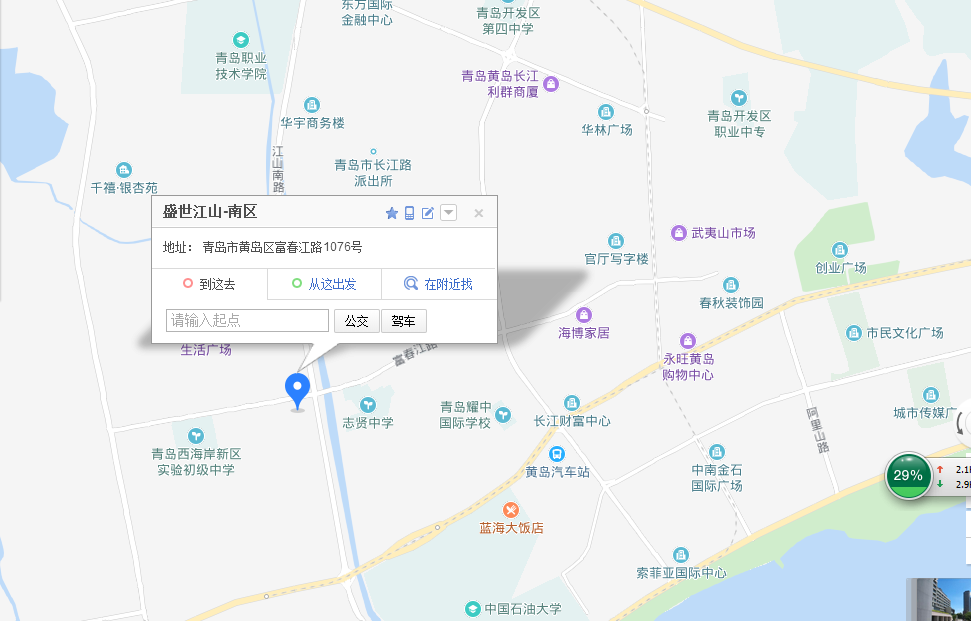 东方国际
金融中心
青岛开发区
第四中学
青岛职业
技术学院
青岛黄岛长江
利群商厦
华宇商务楼
华林广场
青岛开发区
职业中专
江山南路
青岛市长江路
派出所
千禧·银杏苑
盛世江山-南区
地址： 青岛市黄岛区富春江路1076号
到这去
从这出发
在附近找
请输入起点
公交
驾车
武夷山市场
官厅写字楼
创业广场
春秋装饰园
海博家居
市民文化广场
生活广场
富春江路
永旺黄岛
购物中心
志贤中学
青岛耀中
国际学校
长江财富中心
城市传媒广
阿里山路
青岛西海岸新区
实验初级中学
黄岛汽车站
中南金石
国际广场
29%
蓝海大饭店
索菲亚国际中心
中国石油大学